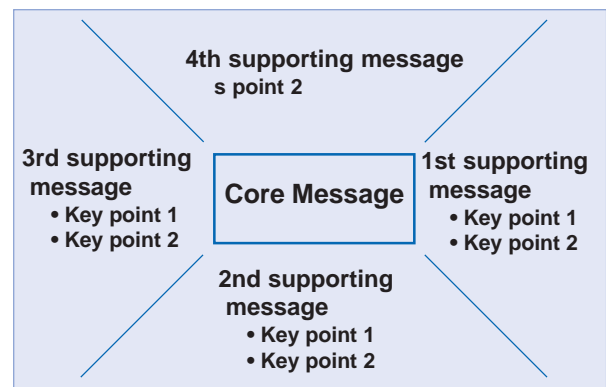 4th supporting message
s point 2
3rd supporting
message
• Key point 1
• Key point 2
Core Message
1st supporting
message
• Key point 1
• Key point 2
2nd supporting
message
• Key point 1
• Key point 2